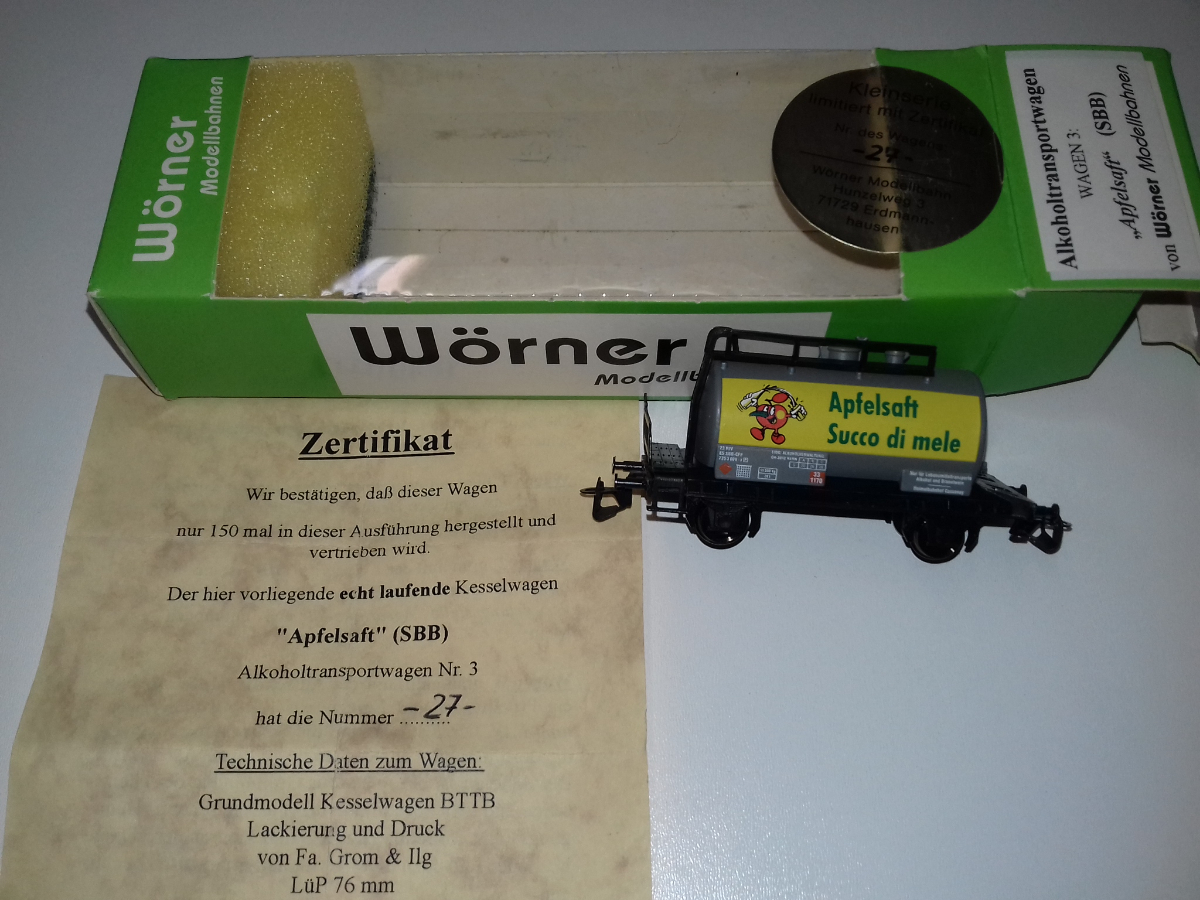 Wörner
Modellbahnen
Kleinserie
limitiert mit Zertifikat
Nr. des Wagens:
-27-
Wörner Modellbahn
Hunzelweg 3
71729 Erdmann-
hausen
Alkoholtransportwagen
WAGEN 3:
„Apfelsaft“ (SBB)
von Wörner Modellbahnen
Wörner
Modellb
Apfelsaft
Succo di mele
23
1170
Zertifikat
Wir bestätigen, daß dieser Wagen
nur 150 mal in dieser Ausführung hergestellt und
vertrieben wird.
Der hier vorliegende echt laufende Kesselwagen
"Apfelsaft" (SBB)
Alkoholtransportwagen Nr. 3
hat die Nummer .......... -27-
Technische Daten zum Wagen:
Grundmodell Kesselwagen BTTB
Lackierung und Druck
von Fa. Grom & Ilg
LüP 76 mm